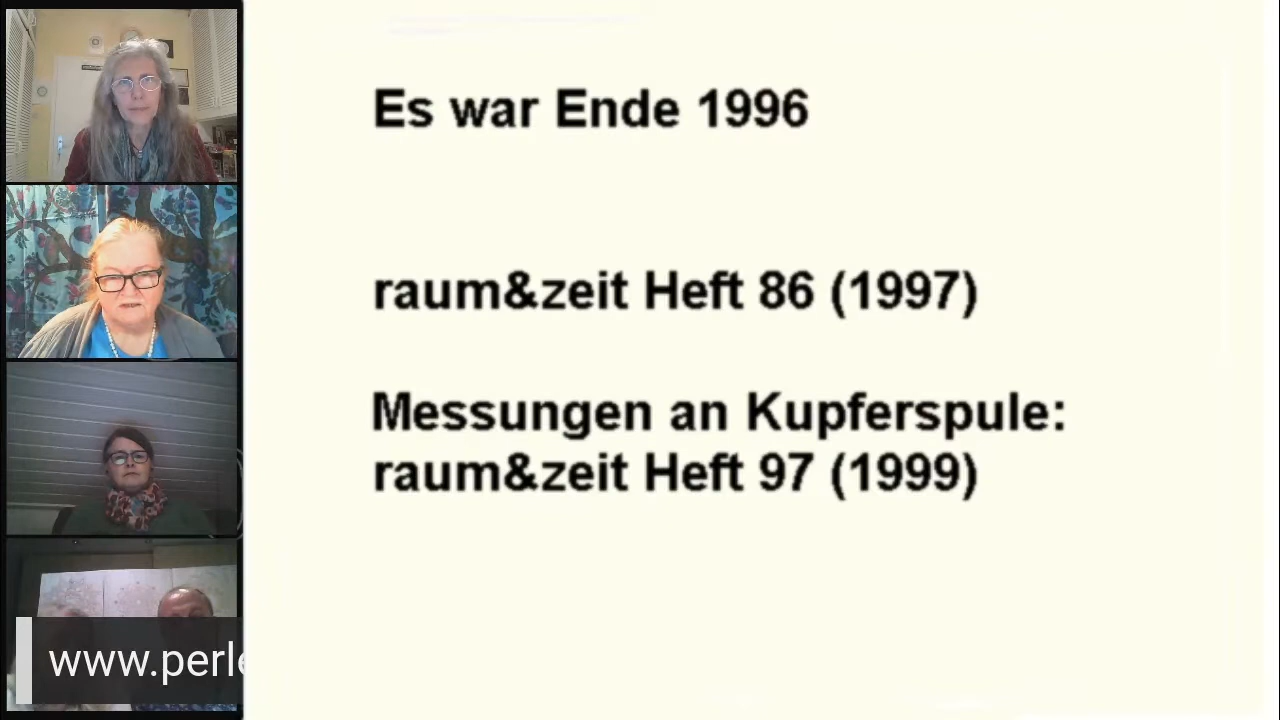 Es war Ende 1996
raum&zeit Heft 86 (1997)
Messungen an Kupferspule:
raum&zeit Heft 97 (1999)
www.perle